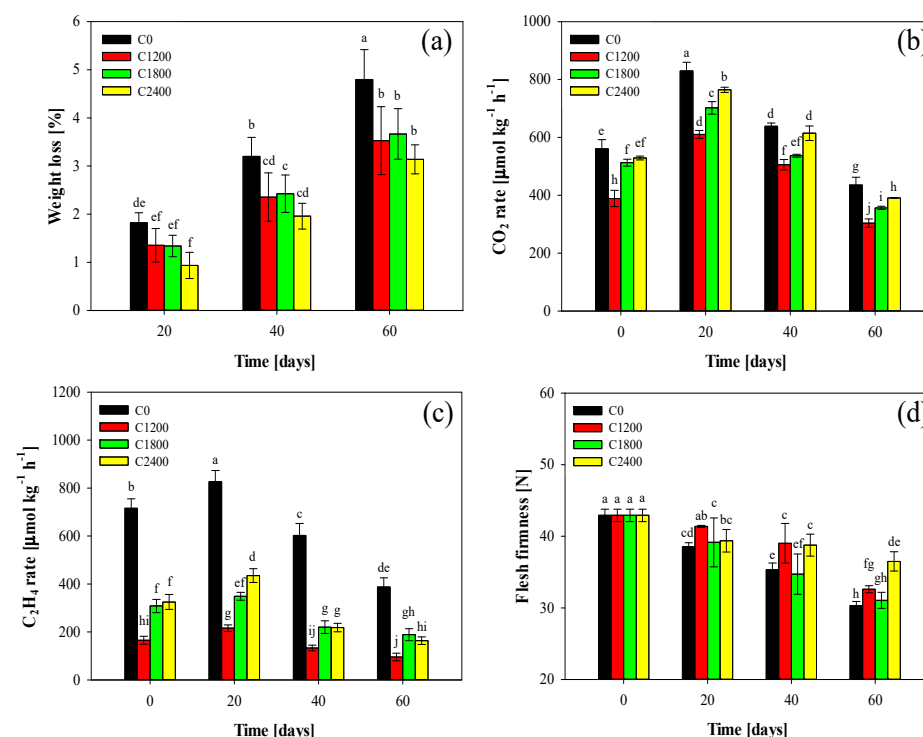 (a)
C0
C1200
C1800
C2400
Weight loss [%]
6
5
4
3
2
1
0
due ef ef f
b cd c cd
a b b b
20 40 60
Time [days]
(b)
C0
C1200
C1800
C2400
CO₂ rate [µmol kg⁻¹ h⁻¹]
1000
800
600
400
200
0
e h f ef
a d c b
d f ef d
g j i h
0 20 40 60
Time [days]
(c)
C0
C1200
C1800
C2400
C₂H₄ rate [µmol kg⁻¹ h⁻¹]
1200
1000
800
600
400
200
0
b hi f f
a g ef d
c ij g g
de j gh hi
0 20 40 60
Time [days]
(d)
C0
C1200
C1800
C2400
Flesh firmness [N]
60
50
40
30
20
a a a a
cd ab c bc
e c ef c
h fg gh de
0 20 40 60
Time [days]